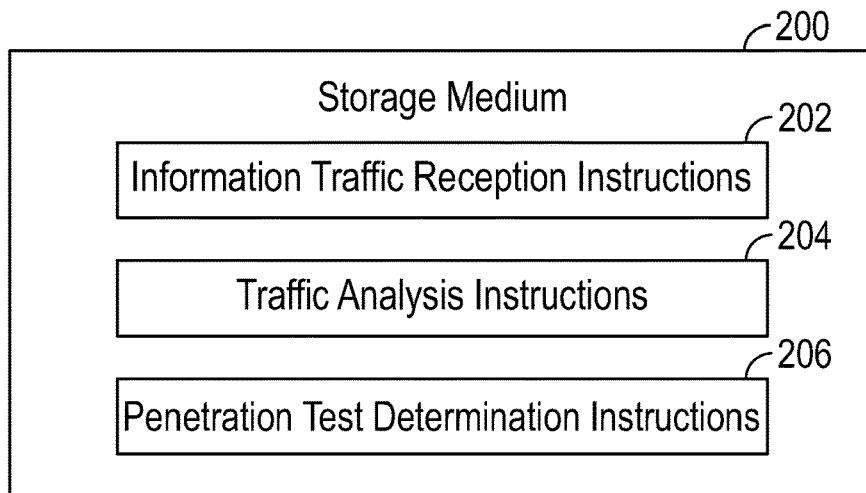 200
Storage Medium
202
Information Traffic Reception Instructions
204
Traffic Analysis Instructions
206
Penetration Test Determination Instructions